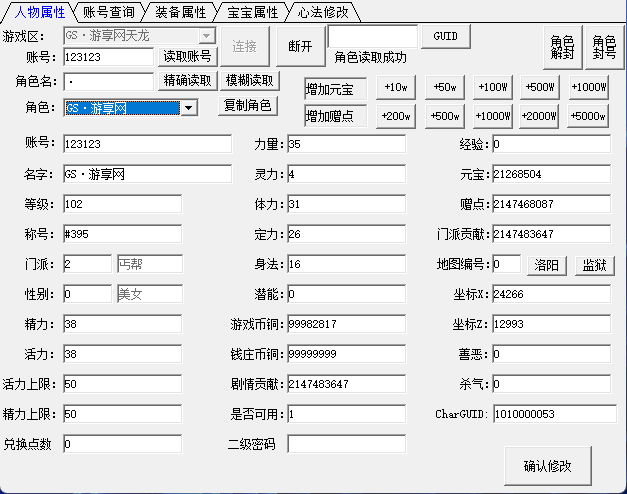 人物属性 账号查询 装备属性 宝宝属性 心法修改
游戏区: GS·游享网天龙 连接 断开 GUID 角色解封 角色封号
账号: 123123 读取账号 角色读取成功
角色名: · 精确读取 模糊读取 增加元宝 +10w +50w +100W +500W +1000W
角色: GS·游享网 复制角色 增加赠点 +200w +500w +1000W +2000W +5000w
账号: 123123 力量: 35 经验: 0
名字: GS·游享网 灵力: 4 元宝: 21268504
等级: 102 体力: 31 赠点: 2147468087
称号: #395 定力: 26 门派贡献: 2147483647
门派: 2 丐帮 身法: 16 地图编号: 0 洛阳 监狱
性别: 0 美女 潜能: 0 坐标X: 24266
精力: 38 游戏币铜: 99982817 坐标Z: 12993
活力: 38 钱庄币铜: 99999999 善恶: 0
活力上限: 50 剧情贡献: 2147483647 杀气: 0
精力上限: 50 是否可用: 1 CharGUID: 1010000053
兑换点数 0 二级密码
确认修改